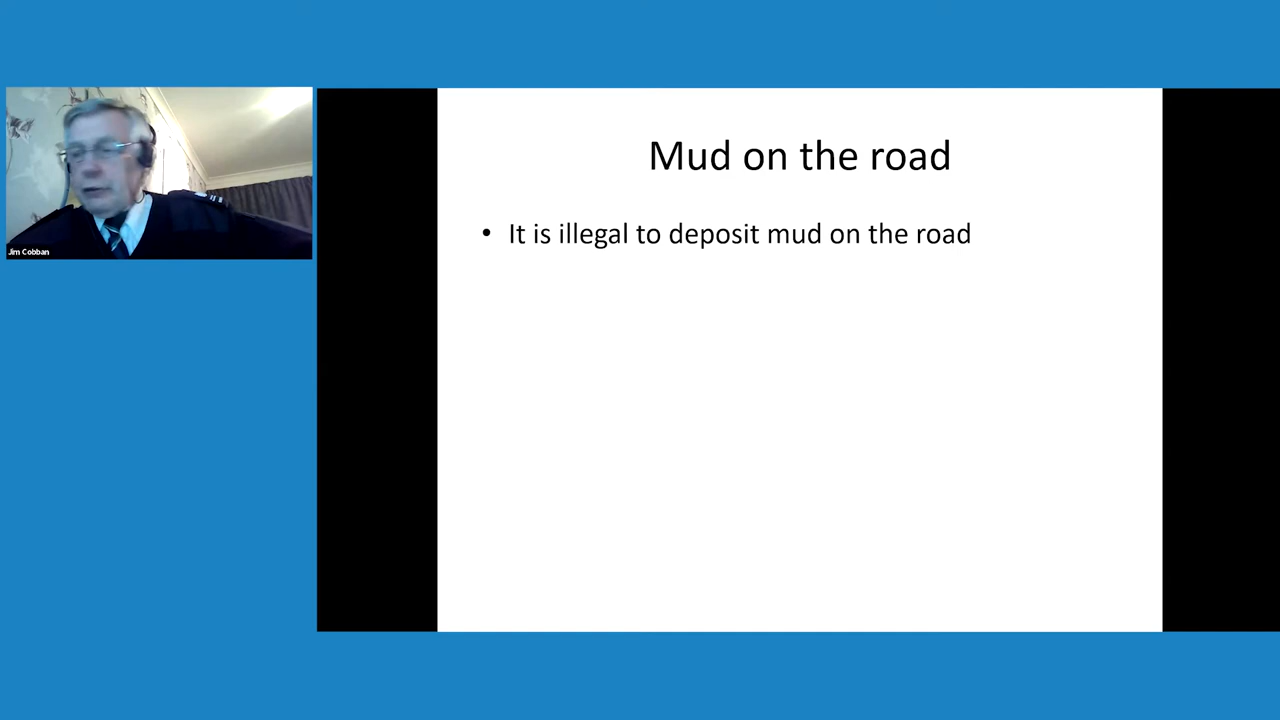 Jim Cobban
Mud on the road
• It is illegal to deposit mud on the road